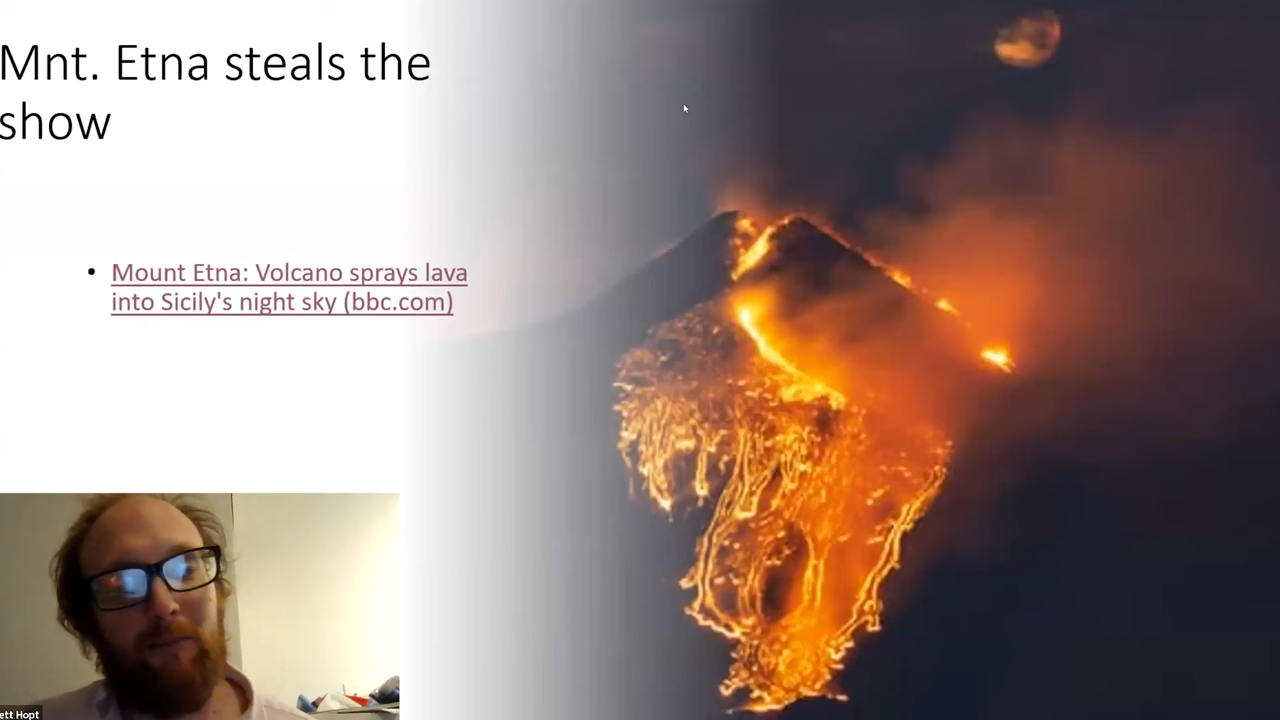 Mnt. Etna steals the
show
• Mount Etna: Volcano sprays lava
into Sicily's night sky (bbc.com)
ett Hopt